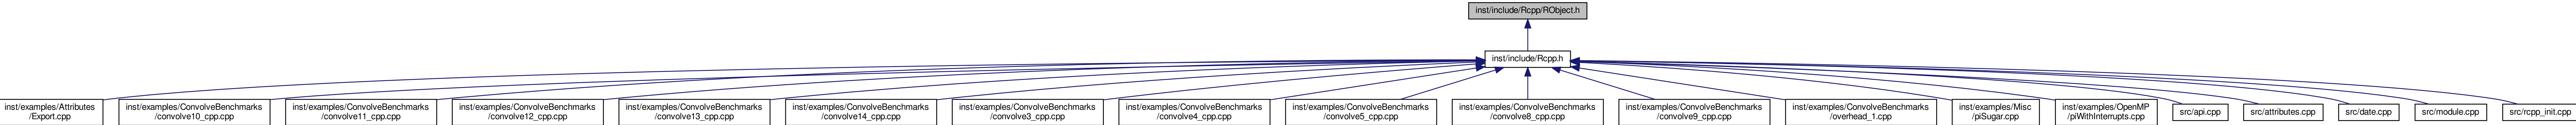 inst/include/Rcpp/RObject.h
inst/include/Rcpp.h
inst/examples/Attributes
/Export.cpp
inst/examples/ConvolveBenchmarks
/convolve10_cpp.cpp
inst/examples/ConvolveBenchmarks
/convolve11_cpp.cpp
inst/examples/ConvolveBenchmarks
/convolve12_cpp.cpp
inst/examples/ConvolveBenchmarks
/convolve13_cpp.cpp
inst/examples/ConvolveBenchmarks
/convolve14_cpp.cpp
inst/examples/ConvolveBenchmarks
/convolve3_cpp.cpp
inst/examples/ConvolveBenchmarks
/convolve4_cpp.cpp
inst/examples/ConvolveBenchmarks
/convolve5_cpp.cpp
inst/examples/ConvolveBenchmarks
/convolve8_cpp.cpp
inst/examples/ConvolveBenchmarks
/convolve9_cpp.cpp
inst/examples/ConvolveBenchmarks
/overhead_1.cpp
inst/examples/Misc
/piSugar.cpp
inst/examples/OpenMP
/piWithInterrupts.cpp
src/api.cpp
src/attributes.cpp
src/date.cpp
src/module.cpp
src/rcpp_init.cpp